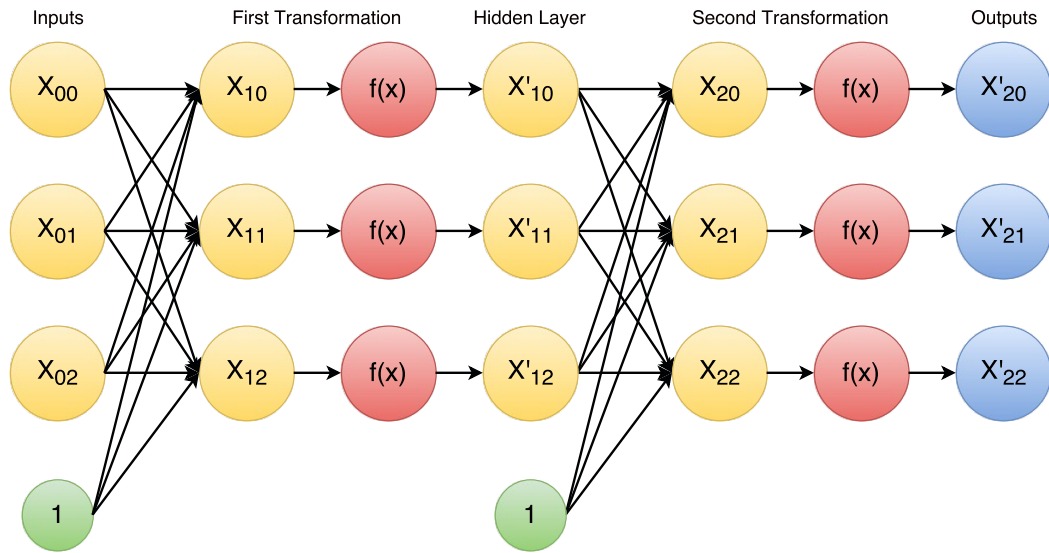 Inputs First Transformation Hidden Layer Second Transformation Outputs
X00 X10 f(x) X'10 X20 f(x) X'20
X01 X11 f(x) X'11 X21 f(x) X'21
X02 X12 f(x) X'12 X22 f(x) X'22
1 1